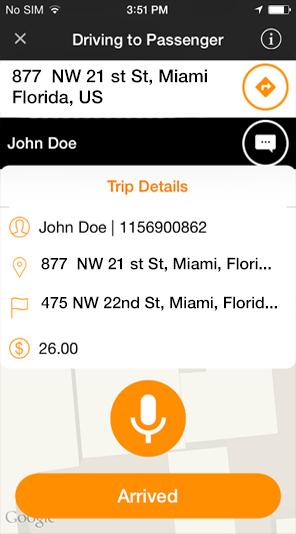 No SIM 3:51 PM
Driving to Passenger
877 NW 21 st St, Miami
Florida, US
John Doe
Trip Details
John Doe | 1156900862
877 NW 21 st St, Miami, Flori...
475 NW 22nd St, Miami, Florid...
$ 26.00
Arrived
Google